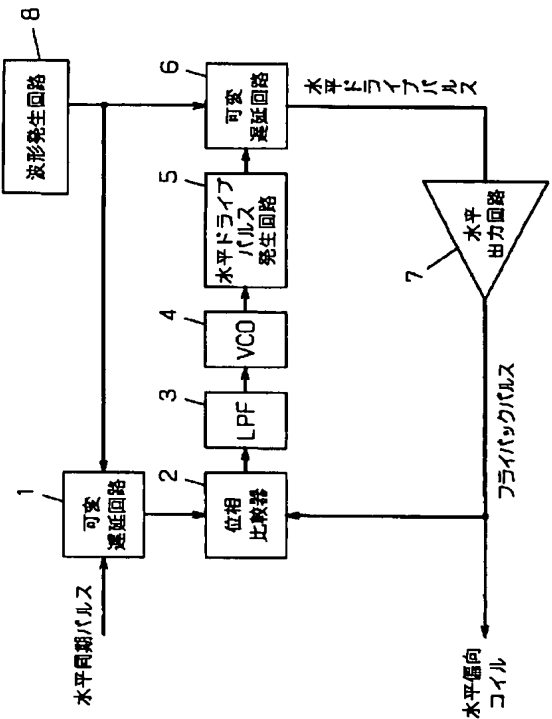 8
波形発生回路
1
可変
遅延回路
水平同期パルス
2
位相
比較器
3
LPF
4
VCO
5
水平ドライブ
パルス
発生回路
6
可変
遅延回路
水平ドライブパルス
7
水平
出力回路
フライバックパルス
水平偏向
コイル